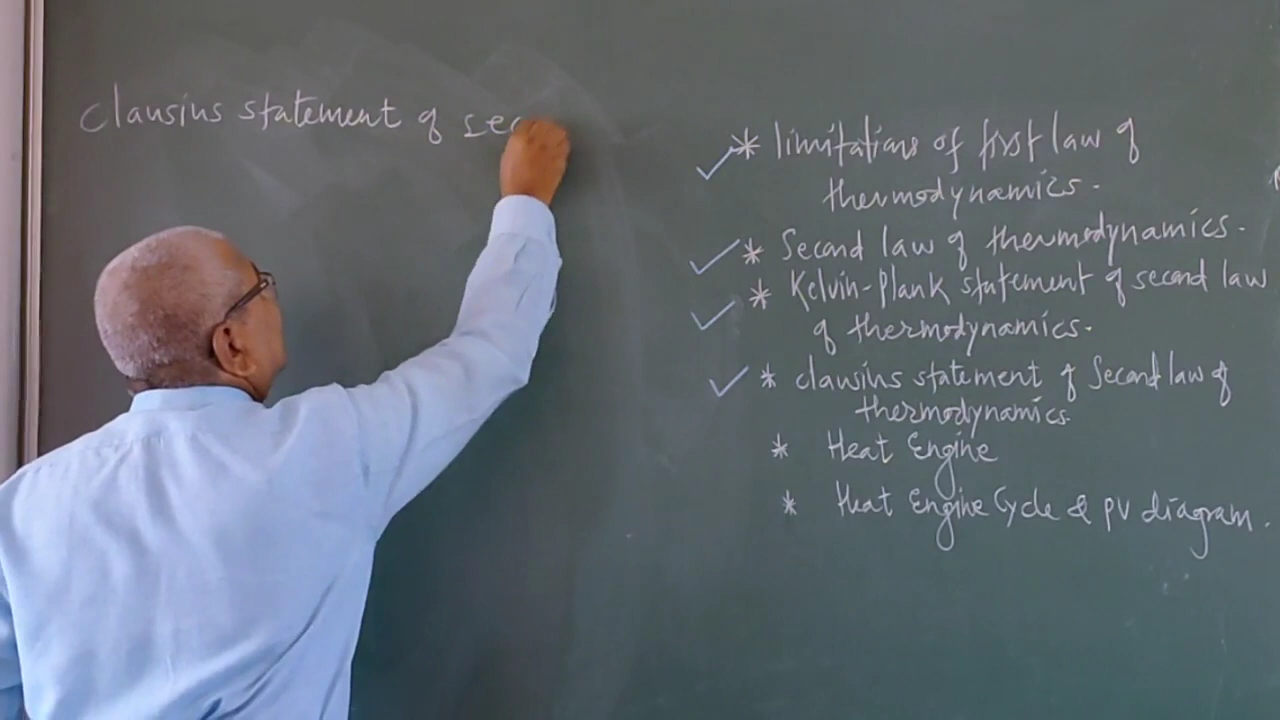 Clausius statement of sec
* limitations of first law of
thermodynamics.
* Second law of thermodynamics.
* Kelvin-Plank statement of second law
of thermodynamics.
* clausius statement of Second law of
thermodynamics.
* Heat Engine
* Heat Engine Cycle & PV diagram.